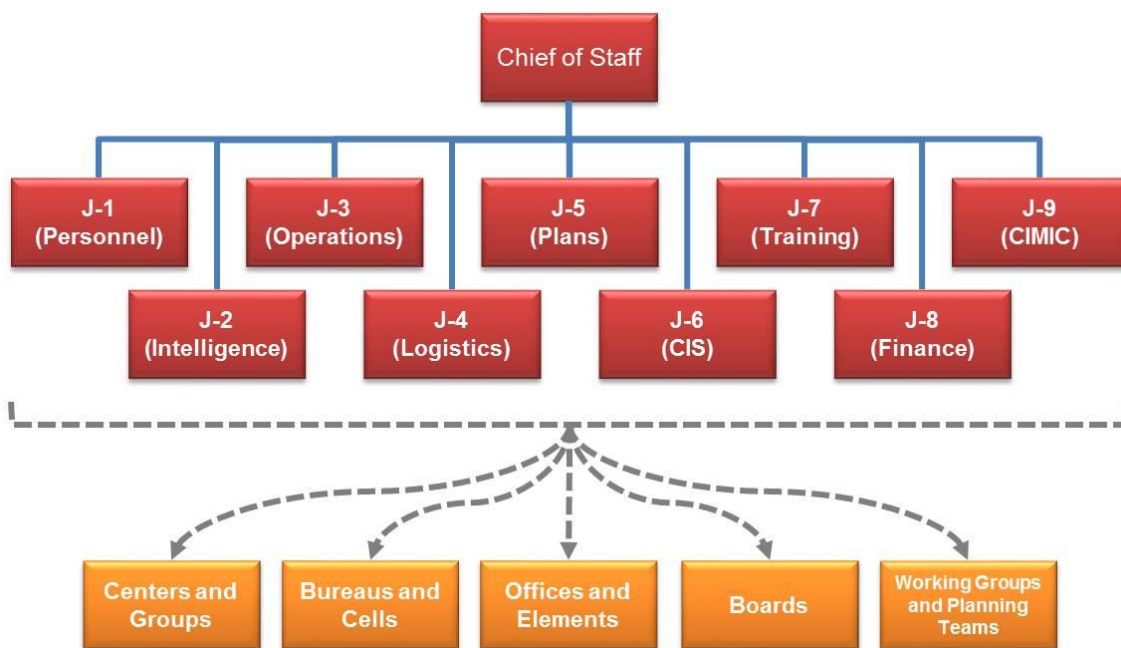 Chief of Staff
J-1
(Personnel)
J-3
(Operations)
J-5
(Plans)
J-7
(Training)
J-9
(CIMIC)
J-2
(Intelligence)
J-4
(Logistics)
J-6
(CIS)
J-8
(Finance)
Centers and
Groups
Bureaus and
Cells
Offices and
Elements
Boards
Working Groups
and Planning
Teams